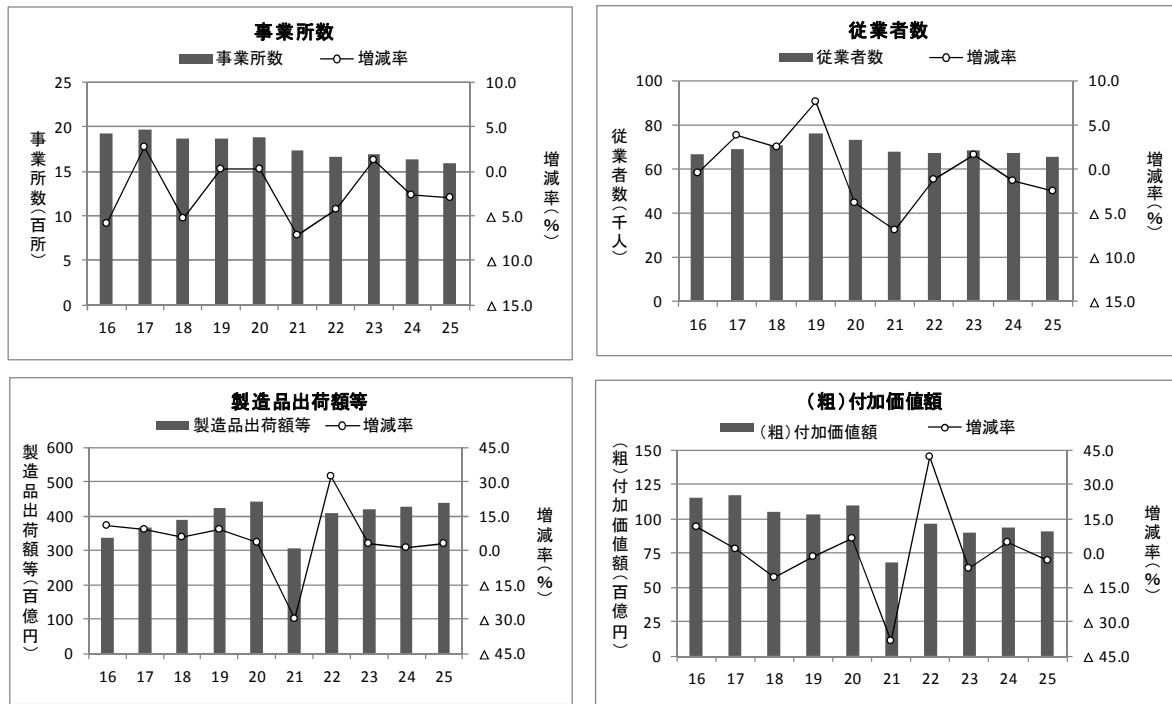 事業所数
事業所数 増減率
事業所数(百所)
25
20
15
10
5
0
10.0
5.0
0.0
Δ 5.0
Δ 10.0
Δ 15.0
増減率(%)
16 17 18 19 20 21 22 23 24 25
従業者数
従業者数 増減率
従業者数(千人)
100
80
60
40
20
0
10.0
5.0
0.0
Δ 5.0
Δ 10.0
Δ 15.0
増減率(%)
16 17 18 19 20 21 22 23 24 25
製造品出荷額等
製造品出荷額等 増減率
製造品出荷額等(百億円)
600
500
400
300
200
100
0
45.0
30.0
15.0
0.0
Δ 15.0
Δ 30.0
Δ 45.0
増減率(%)
16 17 18 19 20 21 22 23 24 25
(粗)付加価値額
(粗)付加価値額 増減率
(粗)付加価値額(百億円)
150
125
100
75
50
25
0
45.0
30.0
15.0
0.0
Δ 15.0
Δ 30.0
Δ 45.0
増減率(%)
16 17 18 19 20 21 22 23 24 25